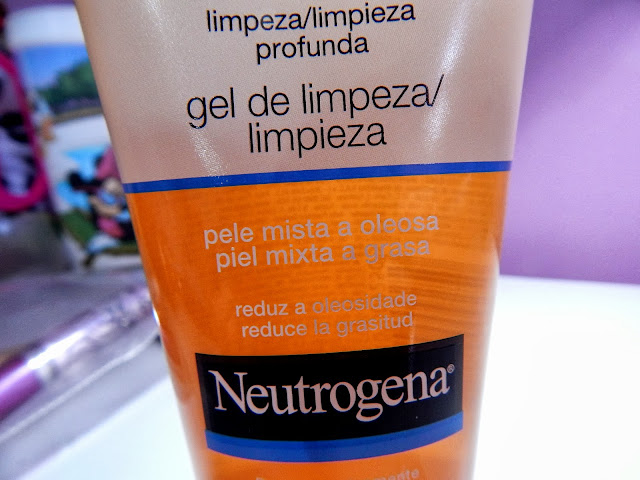 limpeza/limpieza
profunda
gel de limpeza/
limpieza
pele mista a oleosa
piel mixta a grasa
reduz a oleosidade
reduce la grasitud
Neutrogena®